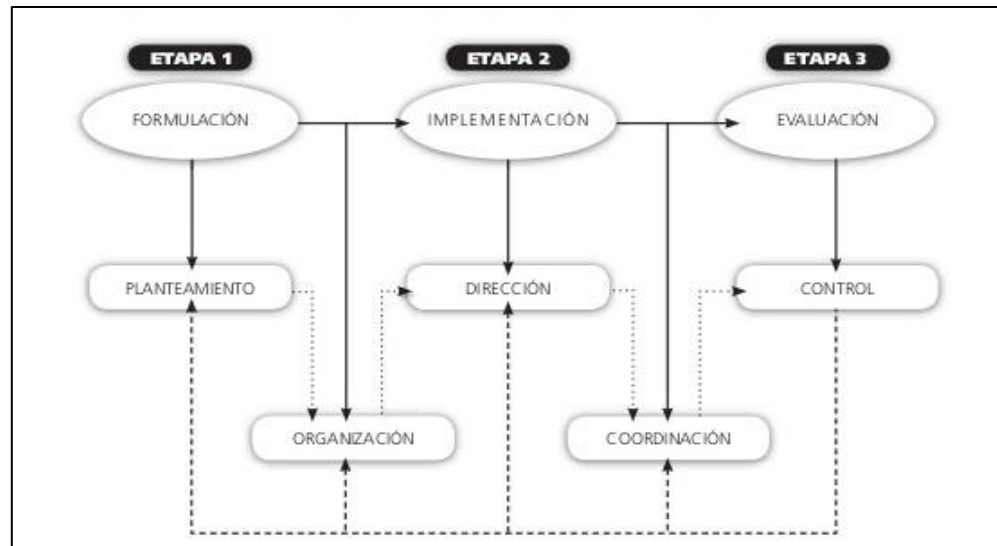 ETAPA 1
ETAPA 2
ETAPA 3
FORMULACIÓN
IMPLEMENTACIÓN
EVALUACIÓN
PLANTEAMIENTO
DIRECCIÓN
CONTROL
ORGANIZACIÓN
COORDINACIÓN